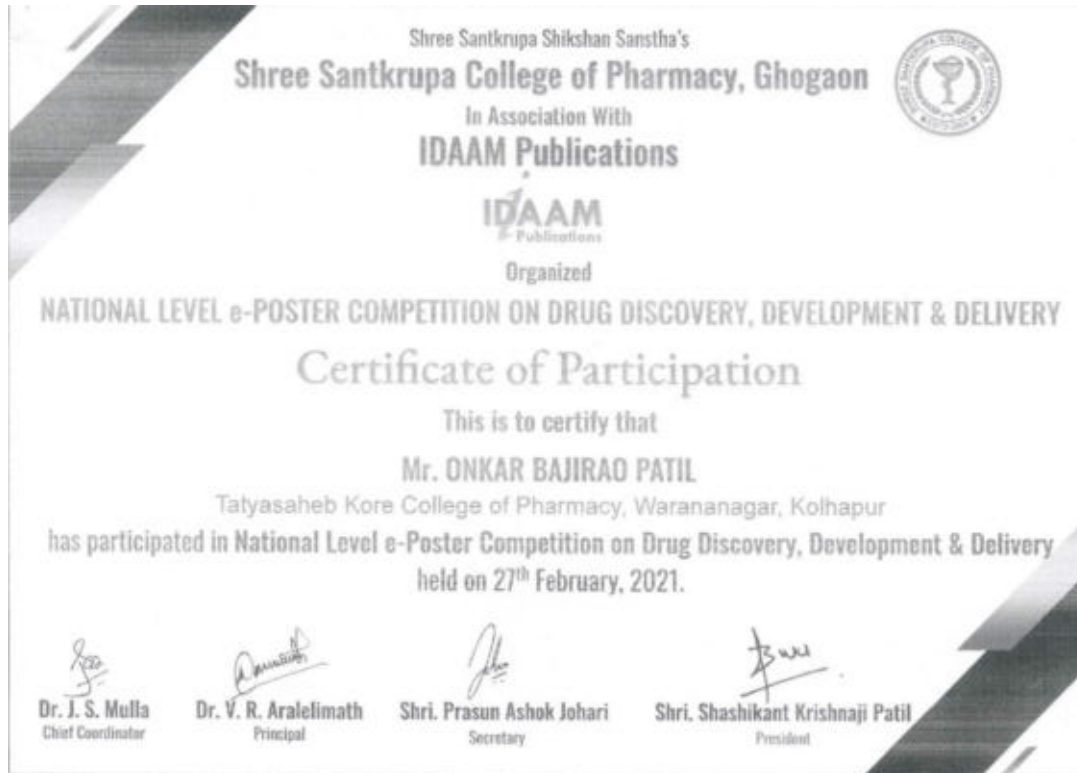 Shree Santkrupa Shikshan Sanstha's
Shree Santkrupa College of Pharmacy, Ghogaon
In Association With
IDAAM Publications
IDAAM
Publications
Organized
NATIONAL LEVEL e-POSTER COMPETITION ON DRUG DISCOVERY, DEVELOPMENT & DELIVERY
Certificate of Participation
This is to certify that
Mr. ONKAR BAJIRAO PATIL
Tatyasaheb Kore College of Pharmacy, Warananagar, Kolhapur
has participated in National Level e-Poster Competition on Drug Discovery, Development & Delivery
held on 27th February, 2021.
Dr. J. S. Mulla Dr. V. R. Aralelimath Shri. Prasun Ashok Johari Shri. Shashikant Krishnaji Patil
Chief Coordinator Principal Secretary President